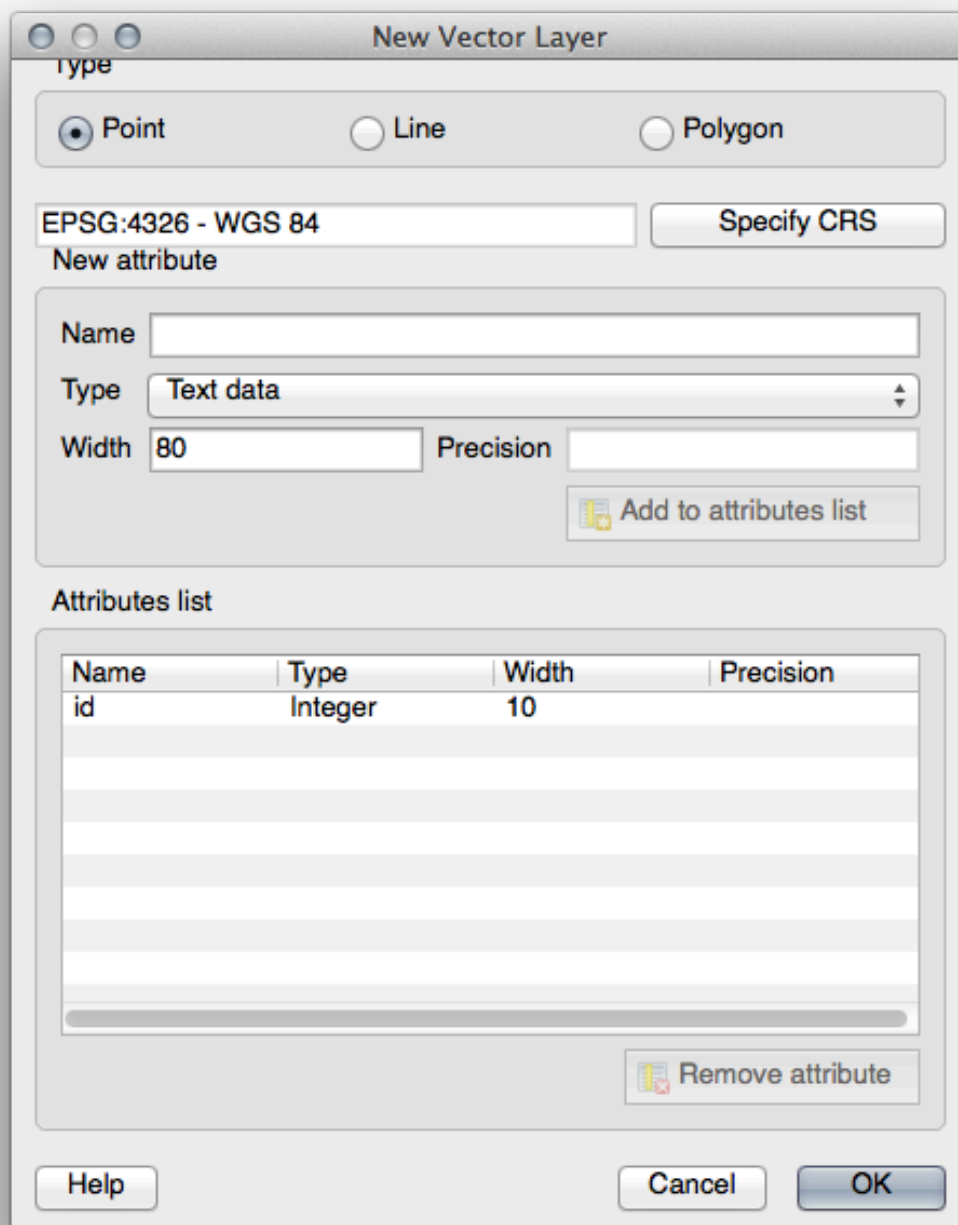 New Vector Layer
Type
Point Line Polygon
EPSG:4326 - WGS 84 Specify CRS
New attribute
Name
Type Text data
Width 80 Precision
Add to attributes list
Attributes list
Name Type Width Precision
id Integer 10
Remove attribute
Help Cancel OK